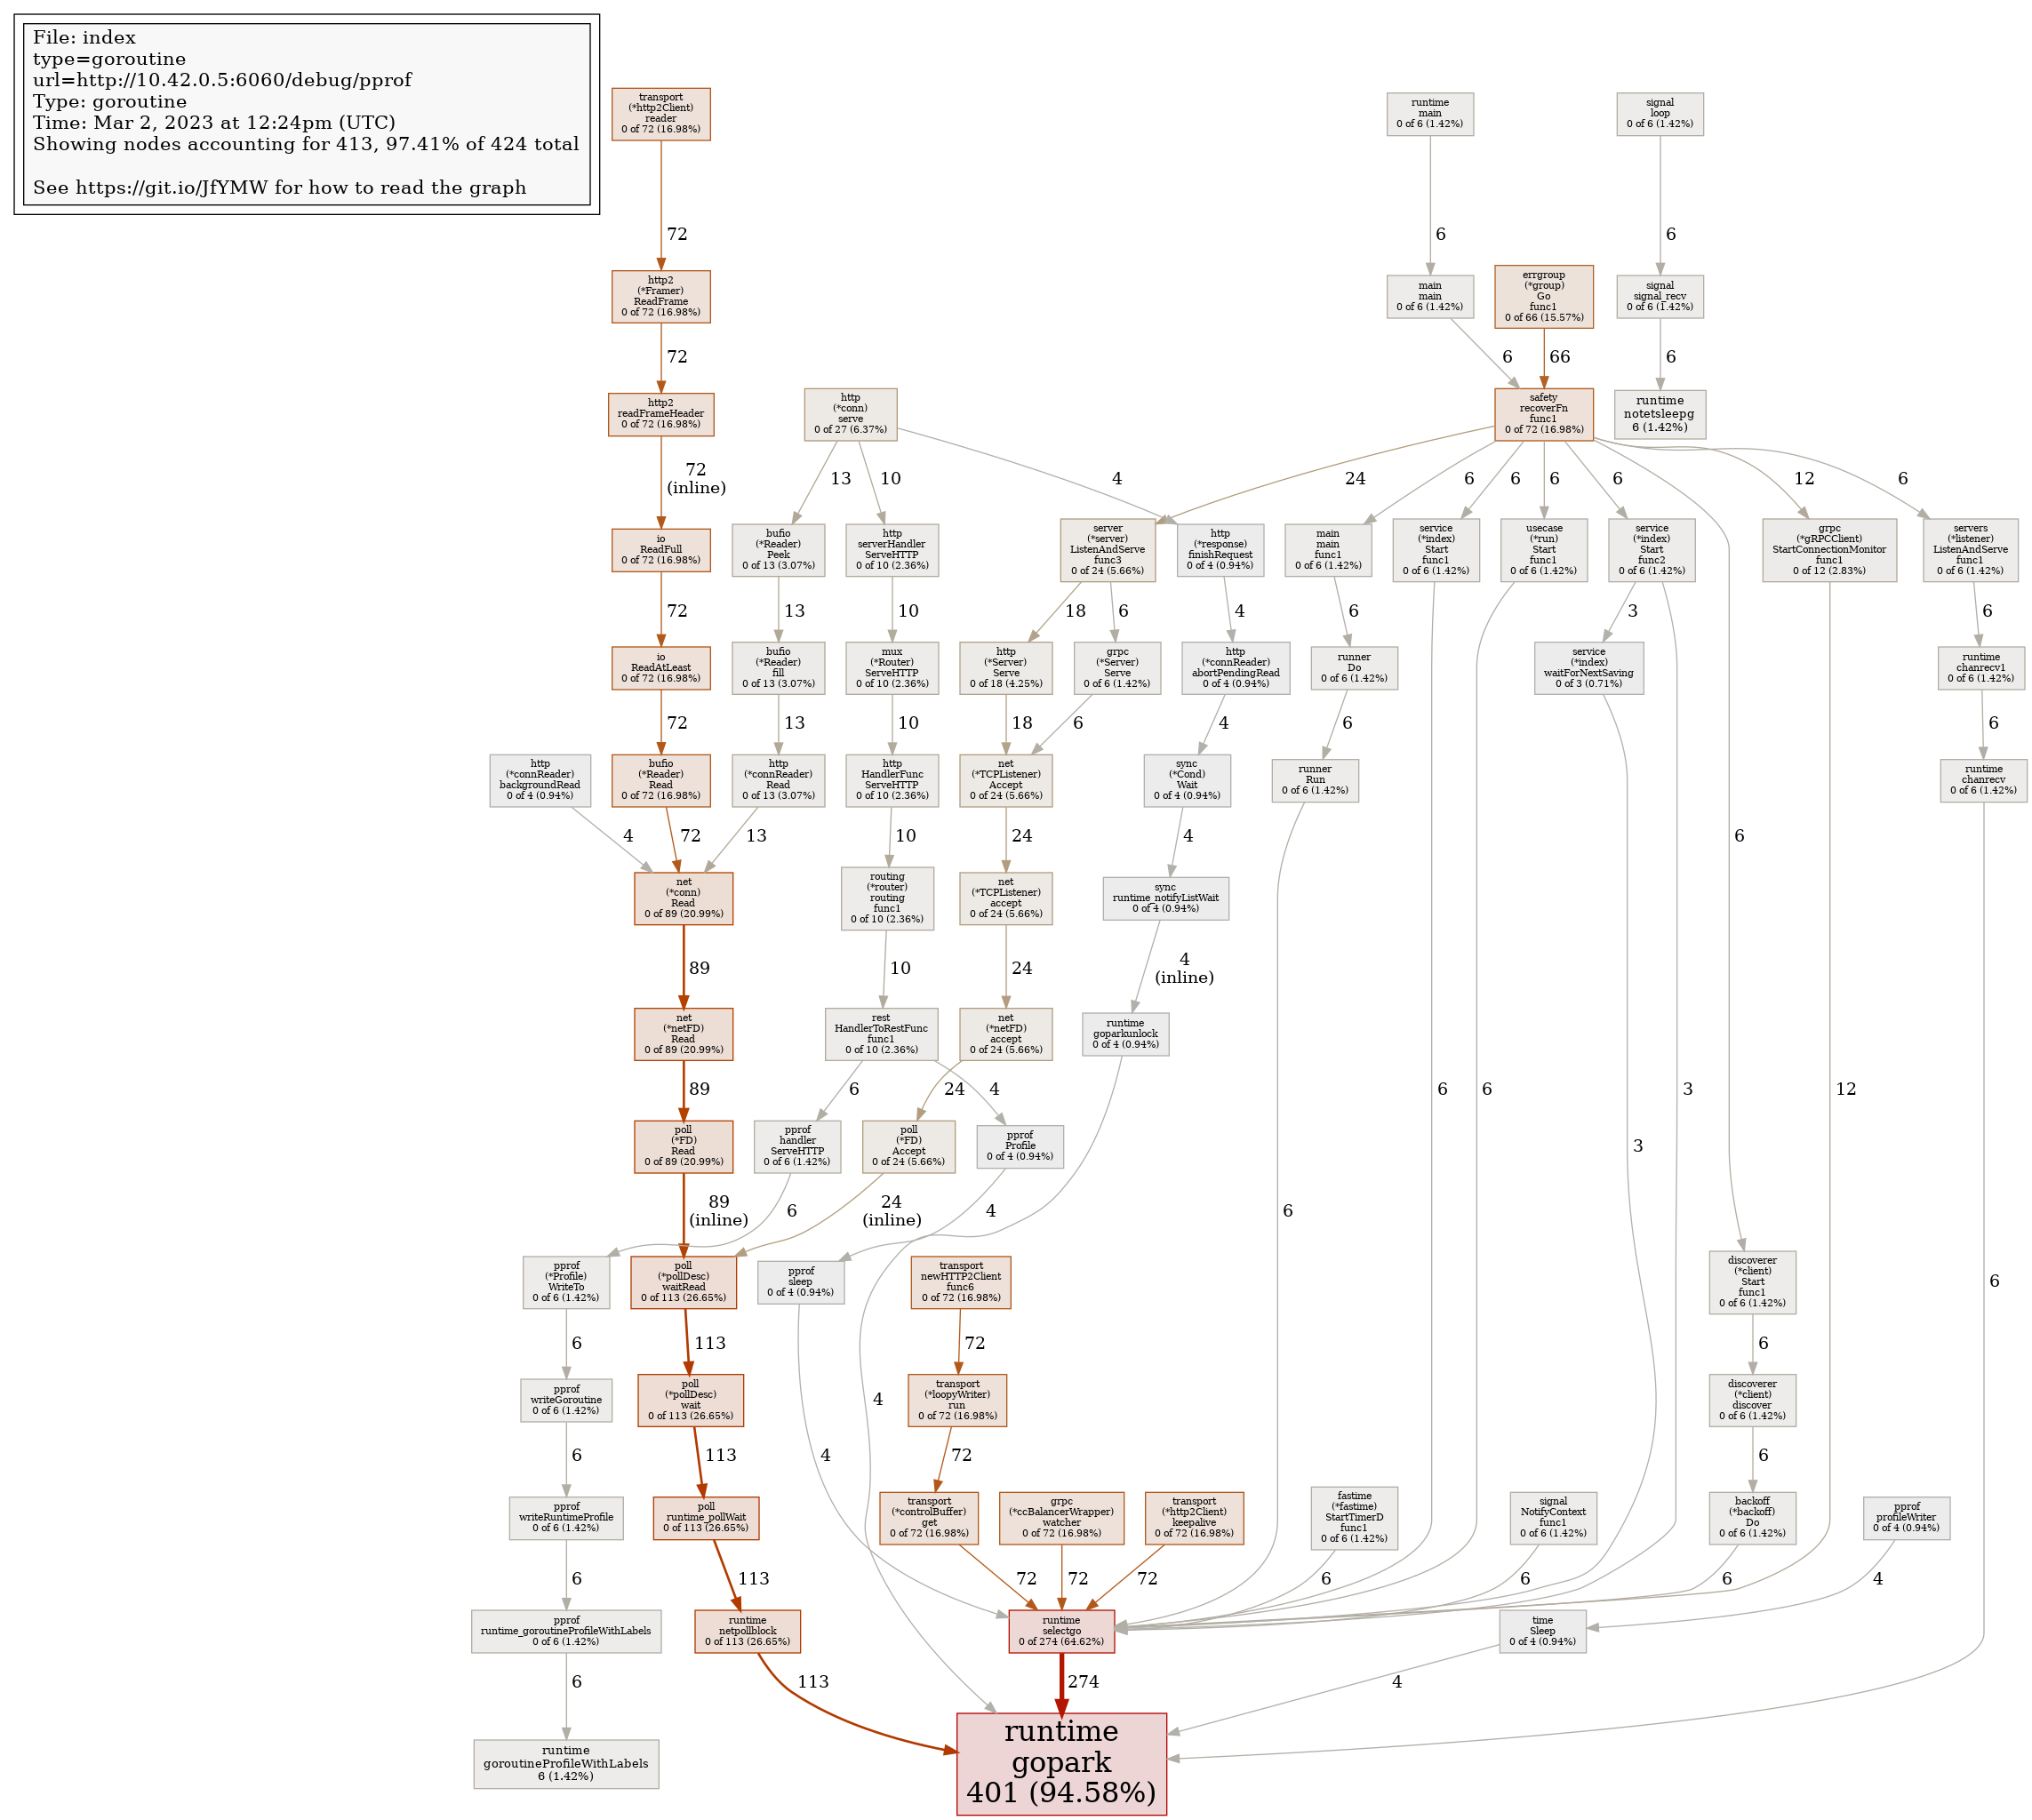 File: index
type=goroutine
url=http://10.42.0.5:6060/debug/pprof
Type: goroutine
Time: Mar 2, 2023 at 12:24pm (UTC)
Showing nodes accounting for 413, 97.41% of 424 total
See https://git.io/JfYMW for how to read the graph
transport
(*http2Client)
reader
0 of 72 (16.98%)
runtime
main
0 of 6 (1.42%)
signal
loop
0 of 6 (1.42%)
72
6
6
http2
(*Framer)
ReadFrame
0 of 72 (16.98%)
main
main
0 of 6 (1.42%)
errgroup
(*group)
Go
func1
0 of 66 (15.57%)
signal
signal_recv
0 of 6 (1.42%)
72
6
66
6
http2
readFrameHeader
0 of 72 (16.98%)
http
(*conn)
serve
0 of 27 (6.37%)
safety
recoverFn
func1
0 of 72 (16.98%)
runtime
notetsleepg
6 (1.42%)
72
(inline)
13
10
4
24
6
6
6
6
12
6
io
ReadFull
0 of 72 (16.98%)
bufio
(*Reader)
Peek
0 of 13 (3.07%)
http
serverHandler
ServeHTTP
0 of 10 (2.36%)
server
(*server)
ListenAndServe
func3
0 of 24 (5.66%)
http
(*response)
finishRequest
0 of 4 (0.94%)
main
main
func1
0 of 6 (1.42%)
service
(*index)
Start
func1
0 of 6 (1.42%)
usecase
(*run)
Start
func1
0 of 6 (1.42%)
service
(*index)
Start
func2
0 of 6 (1.42%)
grpc
(*gRPCClient)
StartConnectionMonitor
func1
0 of 12 (2.83%)
servers
(*listener)
ListenAndServe
func1
0 of 6 (1.42%)
72
13
10
18
6
4
6
3
6
io
ReadAtLeast
0 of 72 (16.98%)
bufio
(*Reader)
fill
0 of 13 (3.07%)
mux
(*Router)
ServeHTTP
0 of 10 (2.36%)
http
(*Server)
Serve
0 of 18 (4.25%)
grpc
(*Server)
Serve
0 of 6 (1.42%)
http
(*connReader)
abortPendingRead
0 of 4 (0.94%)
runner
Do
0 of 6 (1.42%)
service
(*index)
waitForNextSaving
0 of 3 (0.71%)
runtime
chanrecv1
0 of 6 (1.42%)
72
13
10
18
6
4
6
6
http
(*connReader)
backgroundRead
0 of 4 (0.94%)
bufio
(*Reader)
Read
0 of 72 (16.98%)
http
(*connReader)
Read
0 of 13 (3.07%)
http
HandlerFunc
ServeHTTP
0 of 10 (2.36%)
net
(*TCPListener)
Accept
0 of 24 (5.66%)
sync
(*Cond)
Wait
0 of 4 (0.94%)
runner
Run
0 of 6 (1.42%)
runtime
chanrecv
0 of 6 (1.42%)
4
72
13
10
24
4
6
net
(*conn)
Read
0 of 89 (20.99%)
routing
(*router)
routing
func1
0 of 10 (2.36%)
net
(*TCPListener)
accept
0 of 24 (5.66%)
sync
runtime_notifyListWait
0 of 4 (0.94%)
89
10
24
4
(inline)
net
(*netFD)
Read
0 of 89 (20.99%)
rest
HandlerToRestFunc
func1
0 of 10 (2.36%)
net
(*netFD)
accept
0 of 24 (5.66%)
runtime
goparkunlock
0 of 4 (0.94%)
89
6
24
4
6
6
3
12
poll
(*FD)
Read
0 of 89 (20.99%)
pprof
handler
ServeHTTP
0 of 6 (1.42%)
poll
(*FD)
Accept
0 of 24 (5.66%)
pprof
Profile
0 of 4 (0.94%)
3
89
(inline)
6
24
(inline)
4
6
pprof
(*Profile)
WriteTo
0 of 6 (1.42%)
poll
(*pollDesc)
waitRead
0 of 113 (26.65%)
pprof
sleep
0 of 4 (0.94%)
transport
newHTTP2Client
func6
0 of 72 (16.98%)
discoverer
(*client)
Start
func1
0 of 6 (1.42%)
6
6
113
72
6
pprof
writeGoroutine
0 of 6 (1.42%)
poll
(*pollDesc)
wait
0 of 113 (26.65%)
4
transport
(*loopyWriter)
run
0 of 72 (16.98%)
discoverer
(*client)
discover
0 of 6 (1.42%)
6
113
4
72
6
pprof
writeRuntimeProfile
0 of 6 (1.42%)
poll
runtime_pollWait
0 of 113 (26.65%)
transport
(*controlBuffer)
get
0 of 72 (16.98%)
grpc
(*ccBalancerWrapper)
watcher
0 of 72 (16.98%)
transport
(*http2Client)
keepalive
0 of 72 (16.98%)
fastime
(*fastime)
StartTimerD
func1
0 of 6 (1.42%)
signal
NotifyContext
func1
0 of 6 (1.42%)
backoff
(*backoff)
Do
0 of 6 (1.42%)
pprof
profileWriter
0 of 4 (0.94%)
6
113
72
72
72
6
6
6
4
pprof
runtime_goroutineProfileWithLabels
0 of 6 (1.42%)
runtime
netpollblock
0 of 113 (26.65%)
runtime
selectgo
0 of 274 (64.62%)
time
Sleep
0 of 4 (0.94%)
6
113
274
4
runtime
goroutineProfileWithLabels
6 (1.42%)
runtime
gopark
401 (94.58%)